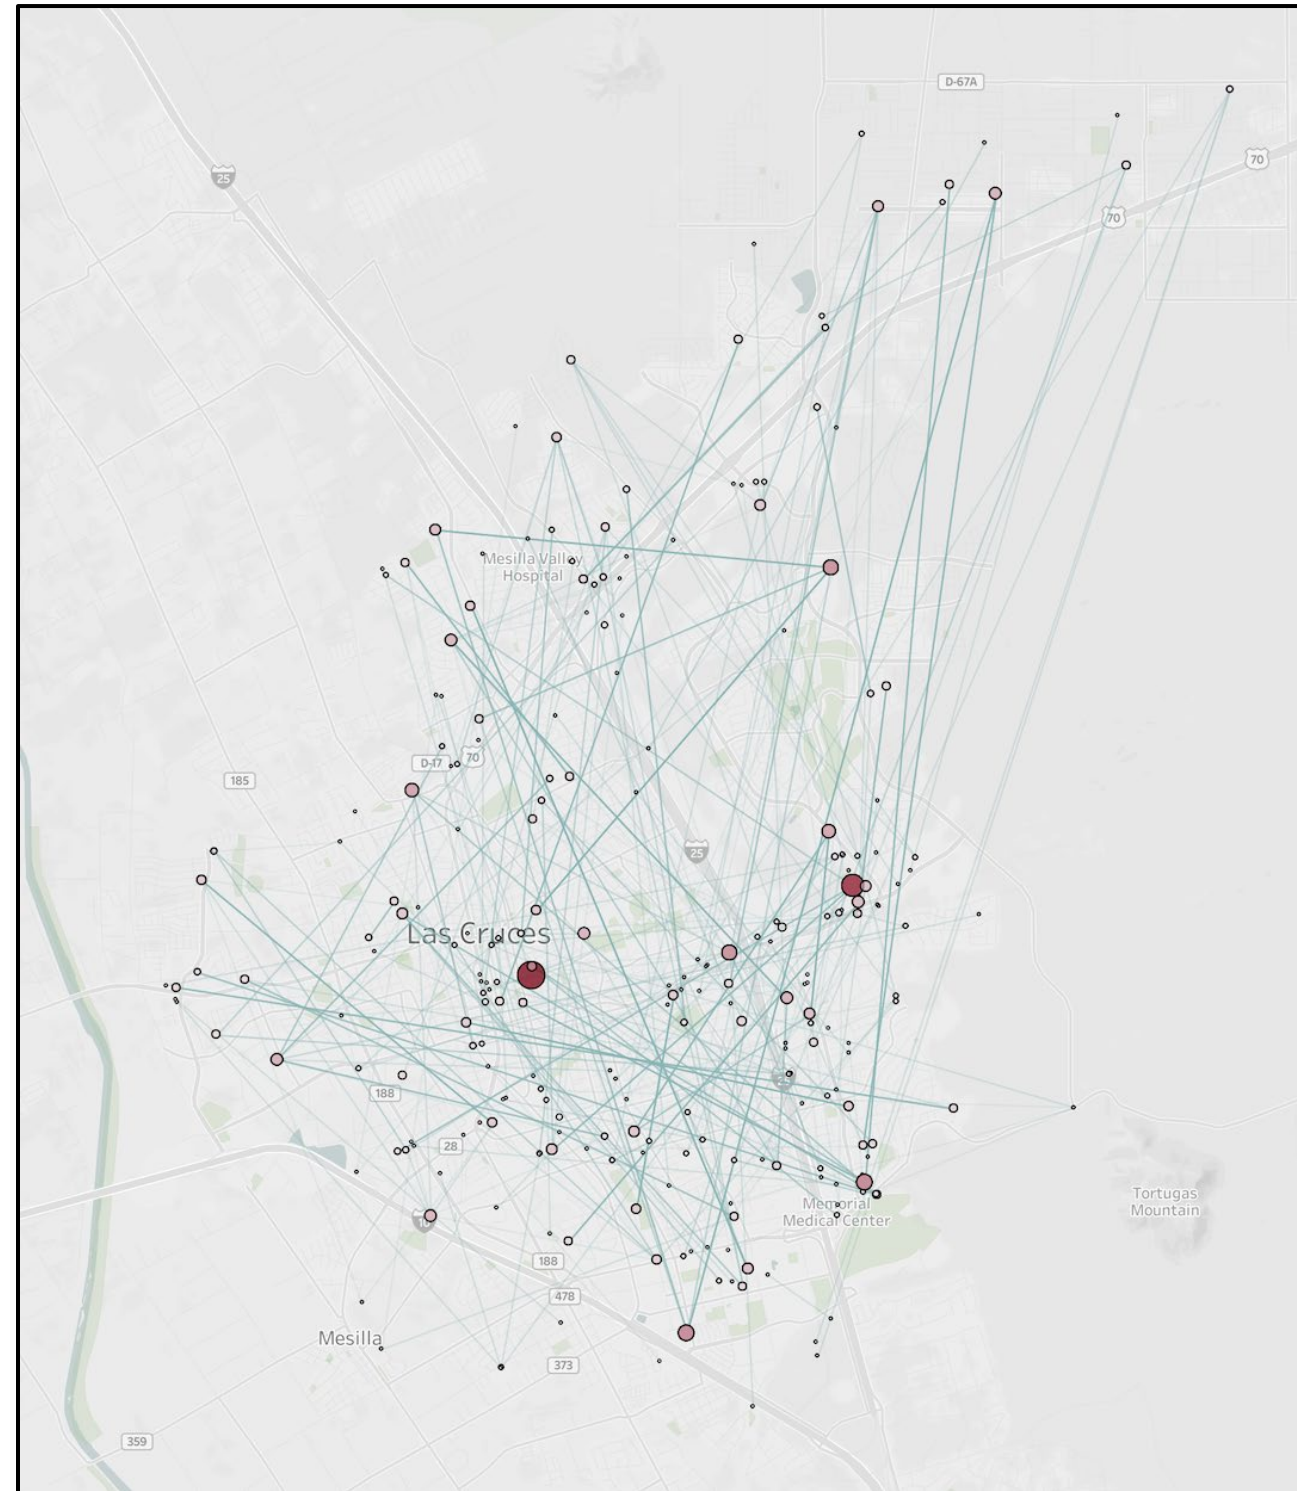 D-67A
70
25
70
Mesilla Valley
Hospital
70
D-17
185
25
Las Cruces
188
28
Memorial
Medical Center
Tortugas
Mountain
10
188
478
Mesilla
373
359